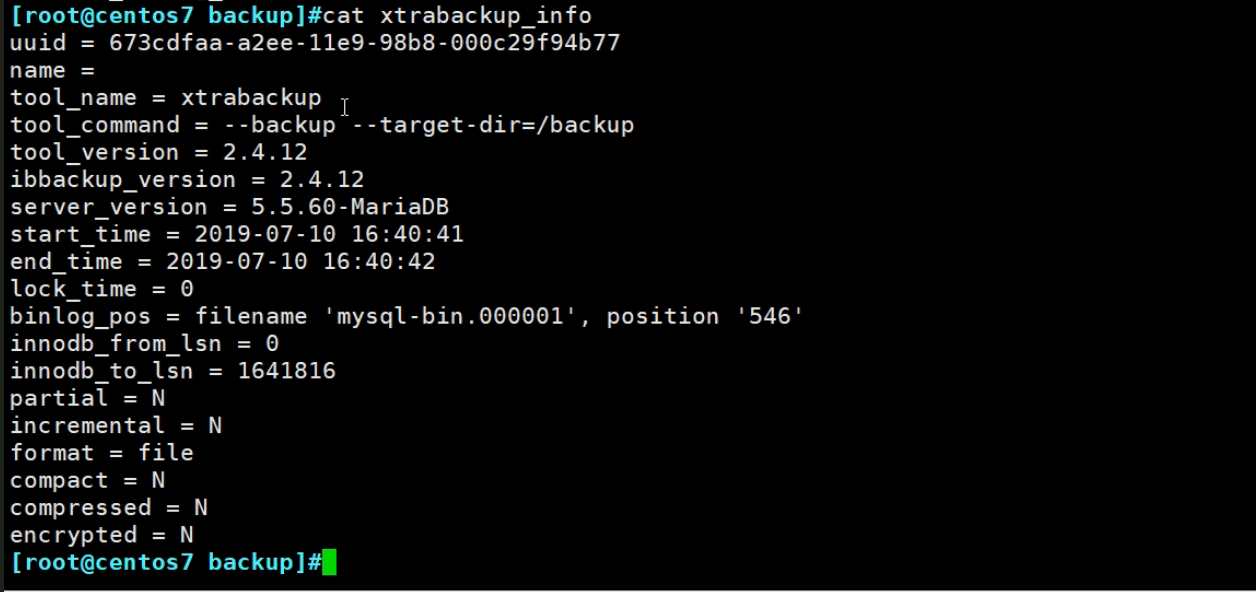 [root@centos7 backup]#cat xtrabackup_info
uuid = 673cdfaa-a2ee-11e9-98b8-000c29f94b77
name =
tool_name = xtrabackup
tool_command = --backup --target-dir=/backup
tool_version = 2.4.12
ibbackup_version = 2.4.12
server_version = 5.5.60-MariaDB
start_time = 2019-07-10 16:40:41
end_time = 2019-07-10 16:40:42
lock_time = 0
binlog_pos = filename 'mysql-bin.000001', position '546'
innodb_from_lsn = 0
innodb_to_lsn = 1641816
partial = N
incremental = N
format = file
compact = N
compressed = N
encrypted = N
[root@centos7 backup]#